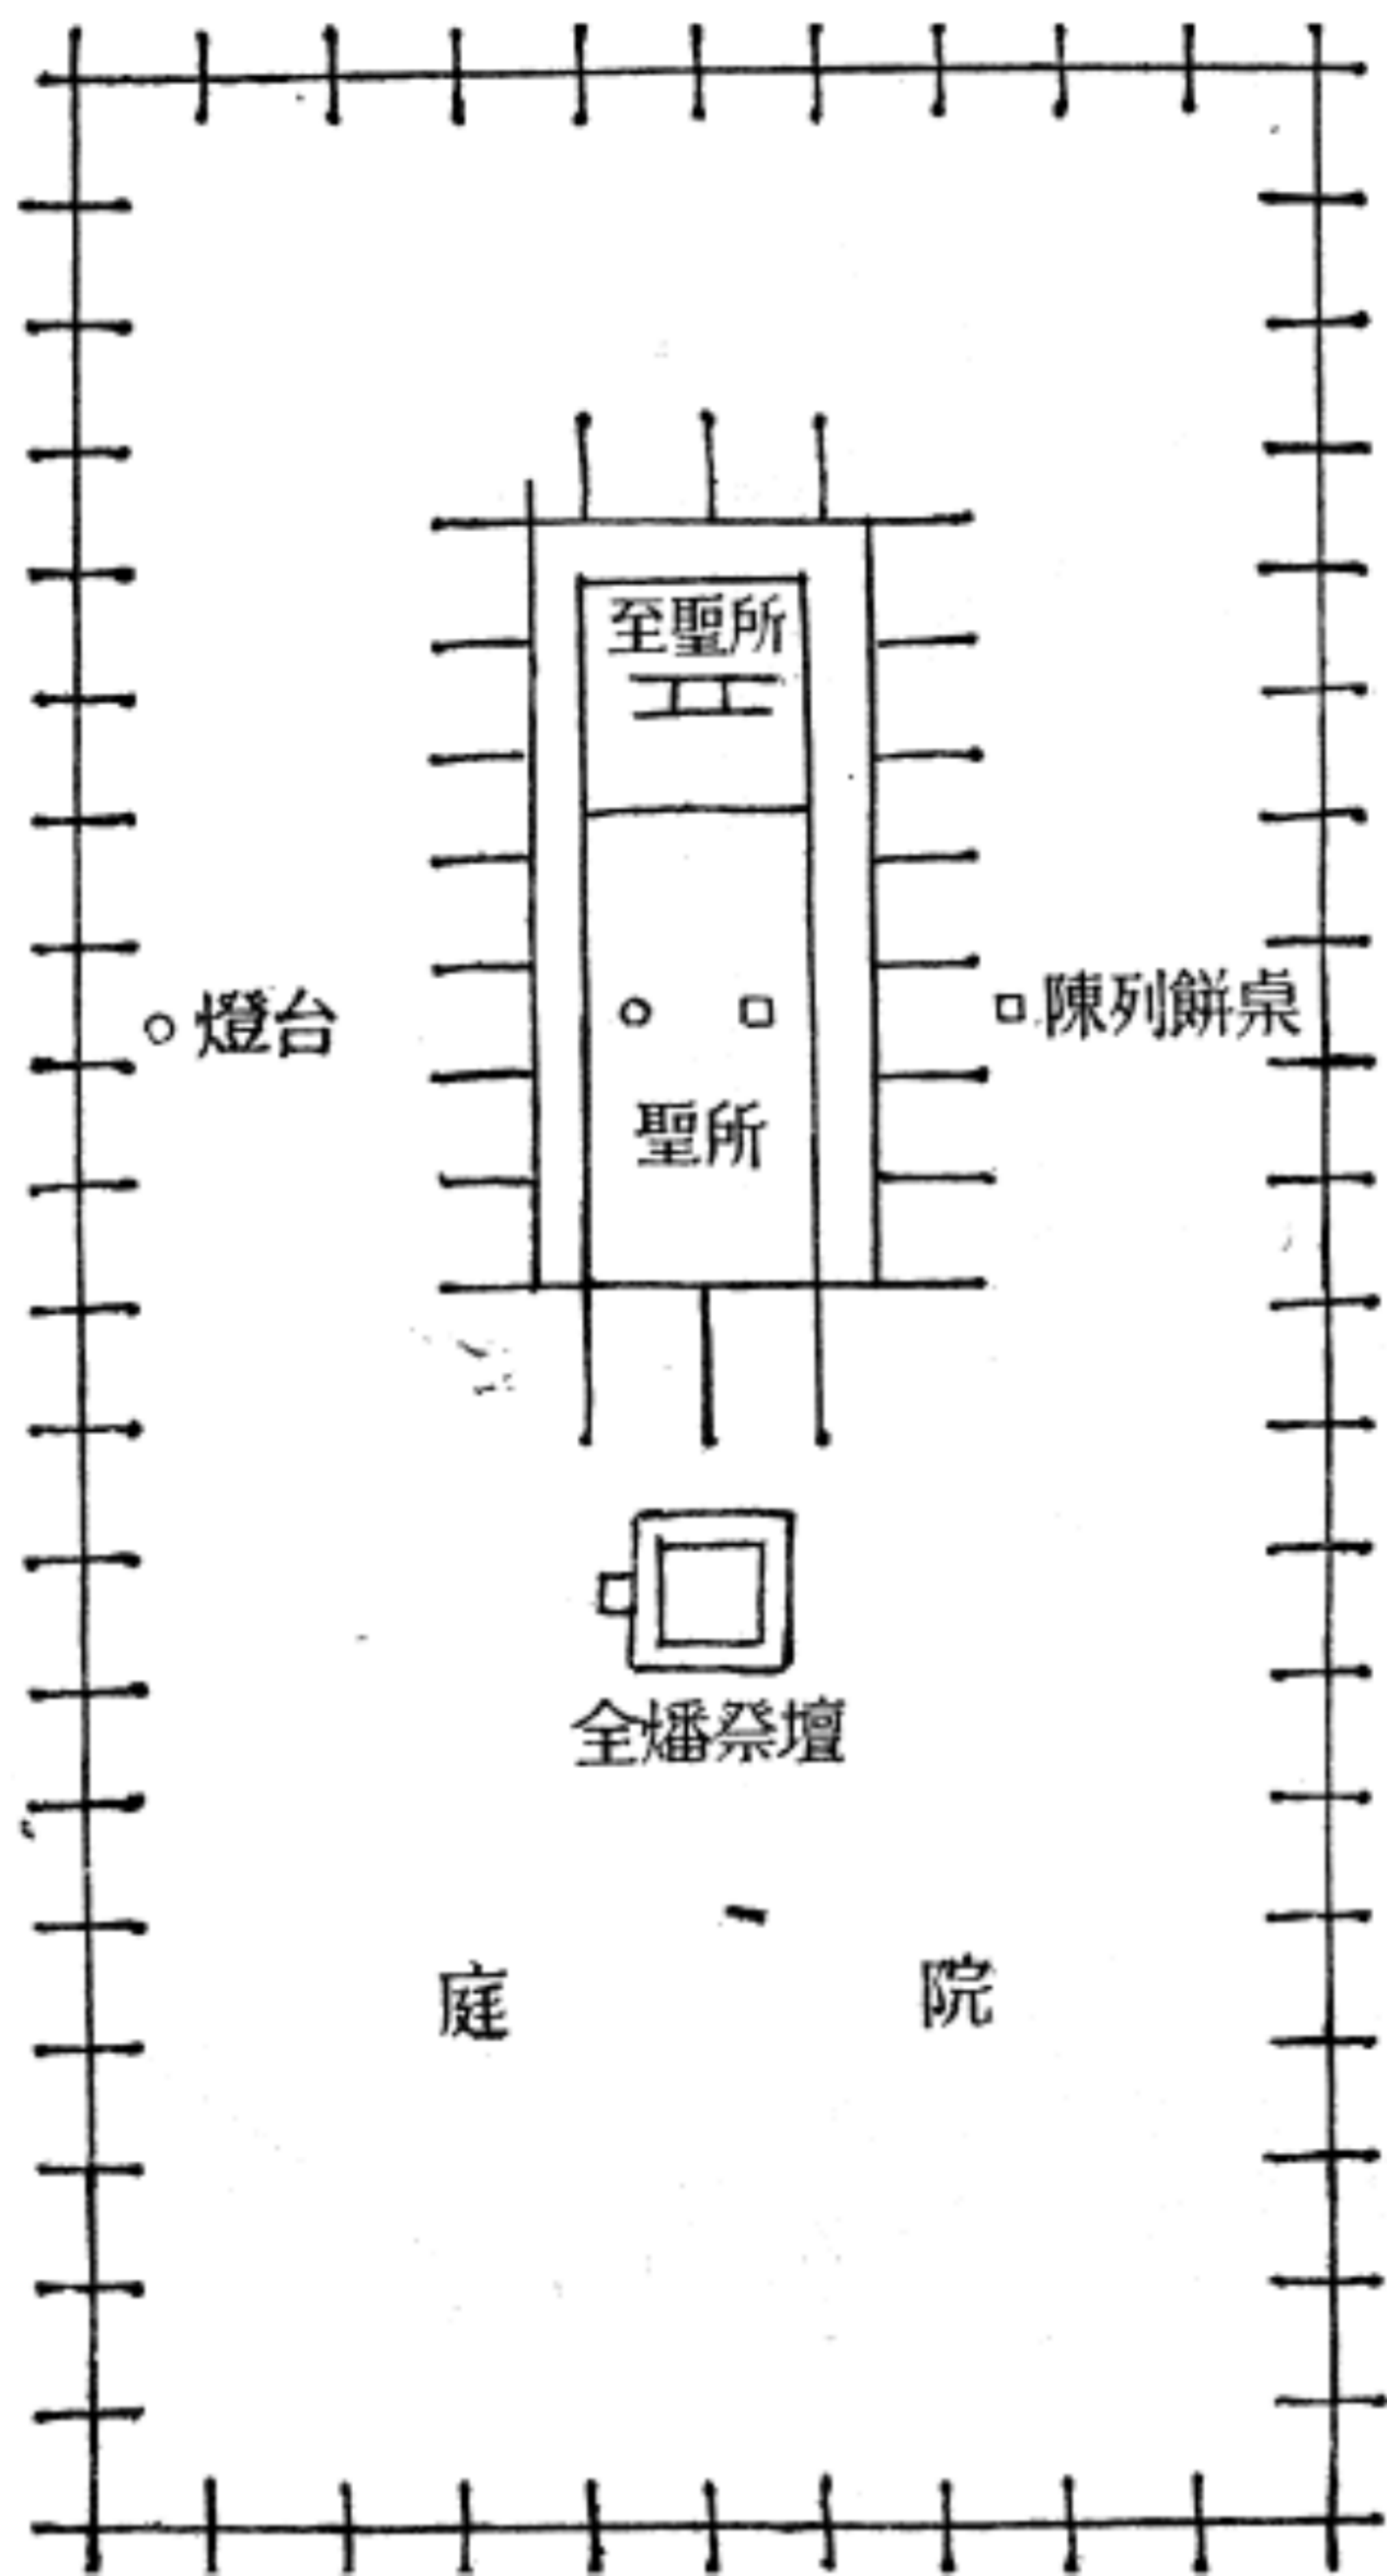 至聖所
燈台
陳列餅桌
聖所
全燔祭壇
庭院